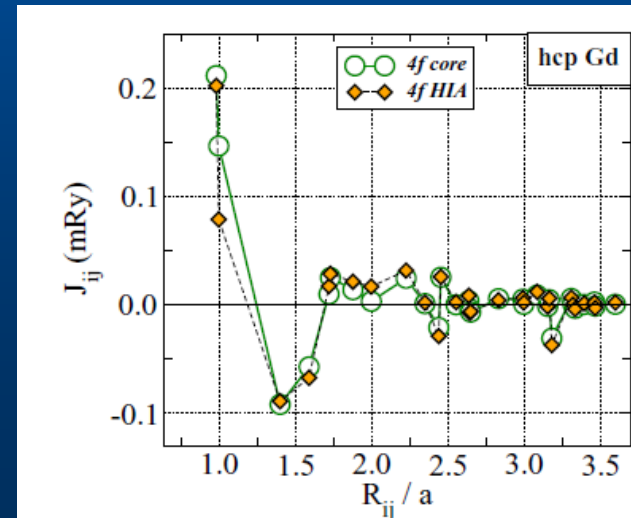 hcp Gd
4f core
4f HIA
J_ij (mRy)
0.2
0.1
0.0
-0.1
1.0 1.5 2.0 2.5 3.0 3.5
R_ij / a